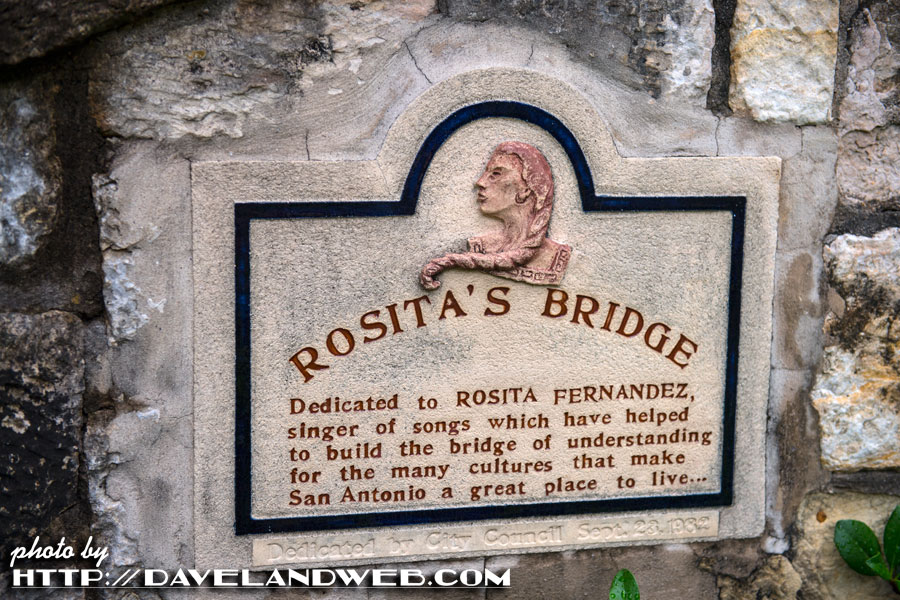 ROSITA'S BRIDGE
Dedicated to ROSITA FERNANDEZ,
singer of songs which have helped
to build the bridge of understanding
for the many cultures that make
San Antonio a great place to live...
Dedicated by City Council Sept. 23, 1982
photo by
HTTP://DAVELANDWEB.COM